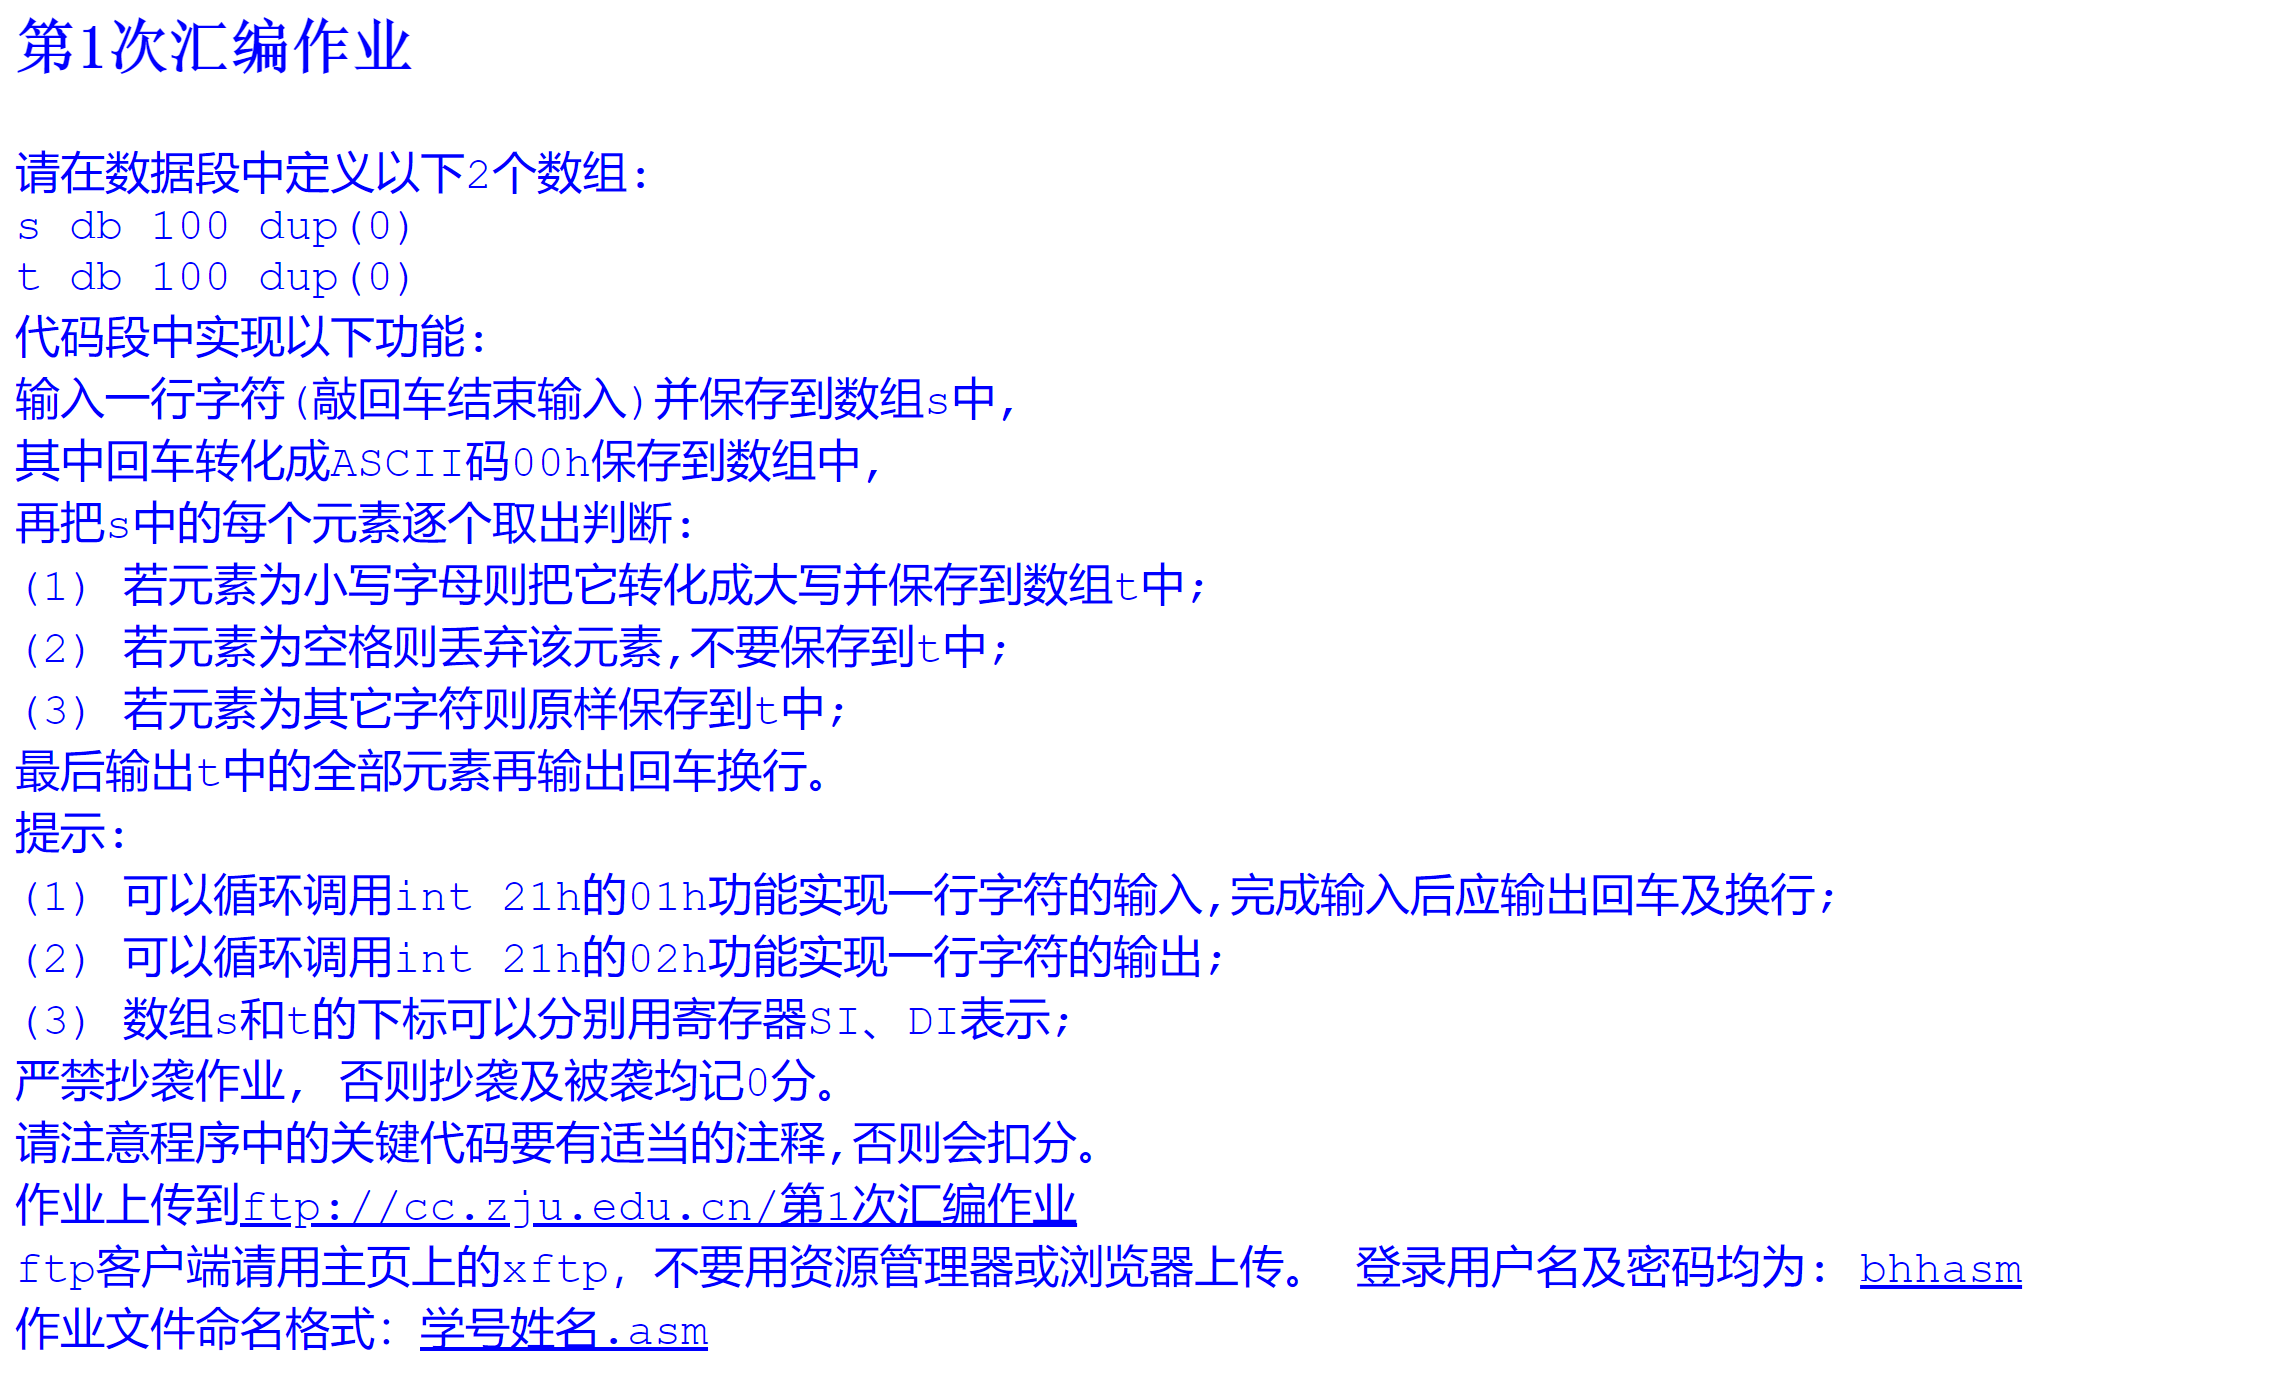 第1次汇编作业
请在数据段中定义以下2个数组:
s db 100 dup(0)
t db 100 dup(0)
代码段中实现以下功能:
输入一行字符(敲回车结束输入)并保存到数组s中,
其中回车转化成ASCII码00h保存到数组中,
再把s中的每个元素逐个取出判断:
(1) 若元素为小写字母则把它转化成大写并保存到数组t中;
(2) 若元素为空格则丢弃该元素,不要保存到t中;
(3) 若元素为其它字符则原样保存到t中;
最后输出t中的全部元素再输出回车换行。
提示:
(1) 可以循环调用int 21h的01h功能实现一行字符的输入,完成输入后应输出回车及换行;
(2) 可以循环调用int 21h的02h功能实现一行字符的输出;
(3) 数组s和t的下标可以分别用寄存器SI、DI表示;
严禁抄袭作业, 否则抄袭及被袭均记0分。
请注意程序中的关键代码要有适当的注释,否则会扣分。
作业上传到ftp://cc.zju.edu.cn/第1次汇编作业
ftp客户端请用主页上的xftp, 不要用资源管理器或浏览器上传。 登录用户名及密码均为: bhhasm
作业文件命名格式: 学号姓名.asm